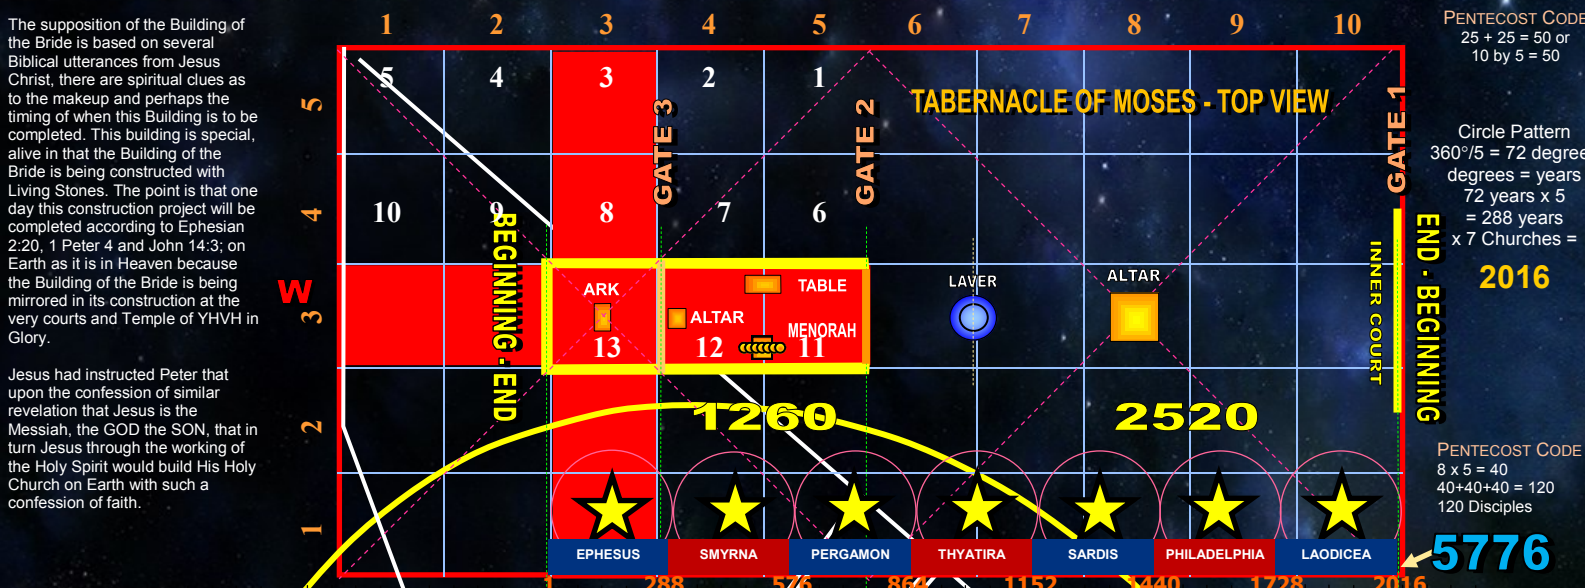 The supposition of the Building of
the Bride is based on several
Biblical utterances from Jesus
Christ, there are spiritual clues as
to the makeup and perhaps the
timing of when this Building is to be
completed. This building is special,
alive in that the Building of the
Bride is being constructed with
Living Stones. The point is that one
day this construction project will be
completed according to Ephesian
2:20, 1 Peter 4 and John 14:3; on
Earth as it is in Heaven because
the Building of the Bride is being
mirrored in its construction at the
very courts and Temple of YHVH in
Glory.
Jesus had instructed Peter that
upon the confession of similar
revelation that Jesus is the
Messiah, the GOD the SON, that in
turn Jesus through the working of
the Holy Spirit would build His Holy
Church on Earth with such a
confession of faith.
1 2 3 4 5 6 7 8 9 10
5
4
3
2
1
W
5 4 3 2 1
10 9 8 7 6
13 12 11
TABERNACLE OF MOSES - TOP VIEW
GATE 3
GATE 2
GATE 1
BEGINNNING - END
END - BEGINNING
INNER COURT
ARK
ALTAR
TABLE
MENORAH
LAVER
ALTAR
1260
2520
EPHESUS
SMYRNA
PERGAMON
THYATIRA
SARDIS
PHILADELPHIA
LAODICEA
1 288 576 864 1152 1440 1728 2016
PENTECOST CODE
25 + 25 = 50 or
10 by 5 = 50
Circle Pattern
360°/5 = 72 degree
degrees = years
72 years x 5
= 288 years
x 7 Churches =
2016
PENTECOST CODE
8 x 5 = 40
40+40+40 = 120
120 Disciples
5776